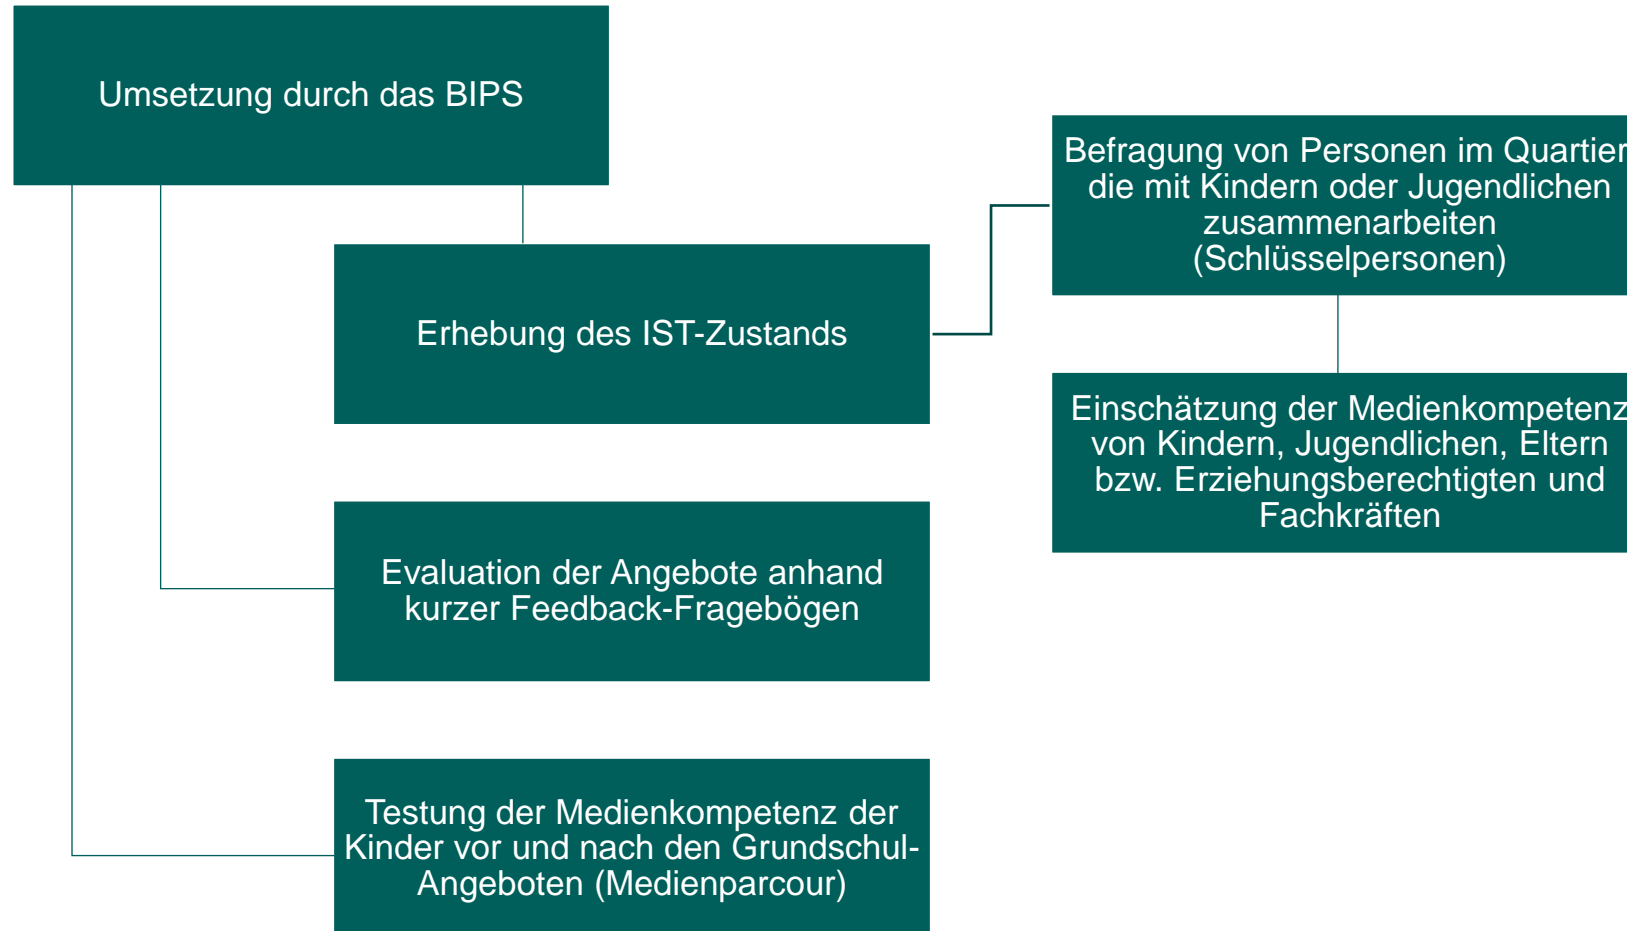 Umsetzung durch das BIPS
Befragung von Personen im Quartier
die mit Kindern oder Jugendlichen
zusammenarbeiten
(Schlüsselpersonen)
Erhebung des IST-Zustands
Einschätzung der Medienkompetenz
von Kindern, Jugendlichen, Eltern
bzw. Erziehungsberechtigten und
Fachkräften
Evaluation der Angebote anhand
kurzer Feedback-Fragebögen
Testung der Medienkompetenz der
Kinder vor und nach den Grundschul-
Angeboten (Medienparcour)